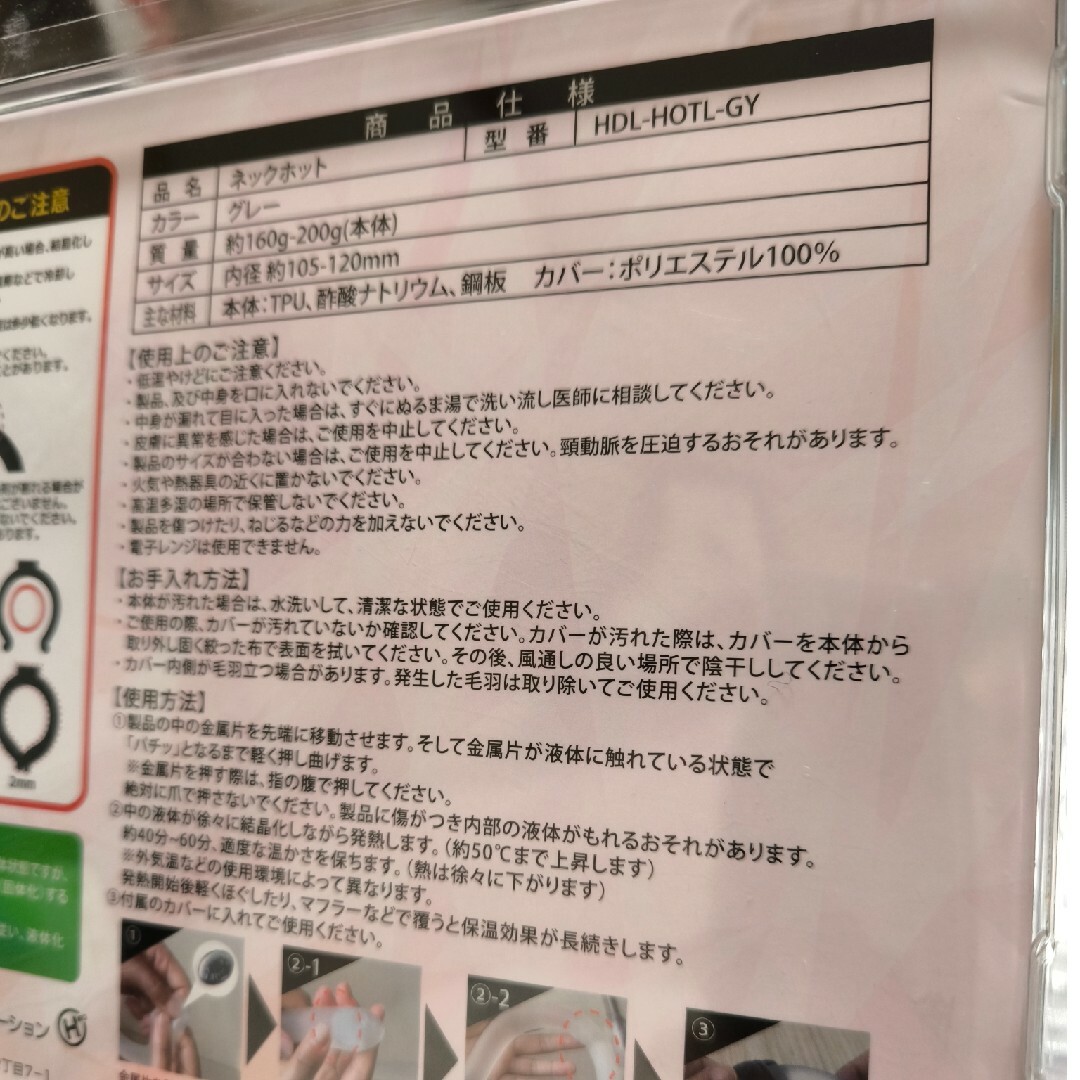 商品仕様
品名 ネックホット 型番 HDL-HOTL-GY
カラー グレー
質量 約160g-200g(本体)
サイズ 内径 約105-120mm
主な材料 本体：TPU、酢酸ナトリウム、鋼板 カバー：ポリエステル100%
【使用上のご注意】
・低温やけどにご注意ください。
・製品、及び中身を口に入れないでください。
・中身が漏れて目に入った場合は、すぐにぬるま湯で洗い流し医師に相談してください。
・皮膚に異常を感じた場合は、ご使用を中止してください。
・製品のサイズが合わない場合は、ご使用を中止してください。頸動脈を圧迫するおそれがあります。
・火気や熱器具の近くに置かないでください。
・高温多湿の場所で保管しないでください。
・製品を傷つけたり、ねじるなどの力を加えないでください。
・電子レンジは使用できません。
【お手入れ方法】
・本体が汚れた場合は、水洗いして、清潔な状態でご使用ください。
・ご使用の際、カバーが汚れていないか確認してください。カバーが汚れた際は、カバーを本体から
取り外し固く絞った布で表面を拭いてください。その後、風通しの良い場所で陰干ししてください。
・カバー内側が毛羽立つ場合があります。発生した毛羽は取り除いてご使用ください。
【使用方法】
①製品の中の金属片を先端に移動させます。そして金属片が液体に触れている状態で
「パチッ」となるまで軽く押し曲げます。
※金属片を押す際は、指の腹で押してください。
絶対に爪で押さないでください。製品に傷がつき内部の液体がもれるおそれがあります。
②中の液体が徐々に結晶化しながら発熱します。（約50℃まで上昇します）
約40分~60分、適度な温かさを保ちます。（熱は徐々に下がります）
※外気温などの使用環境によって異なります。
発熱開始後軽くほぐしたり、マフラーなどで覆うと保温効果が長続きします。
③付属のカバーに入れてご使用ください。
① ②-1 ②-2 ③
のご注意
ください。
とがあります。
ございません。
ないでください。
2mm
ーション
丁目7-1